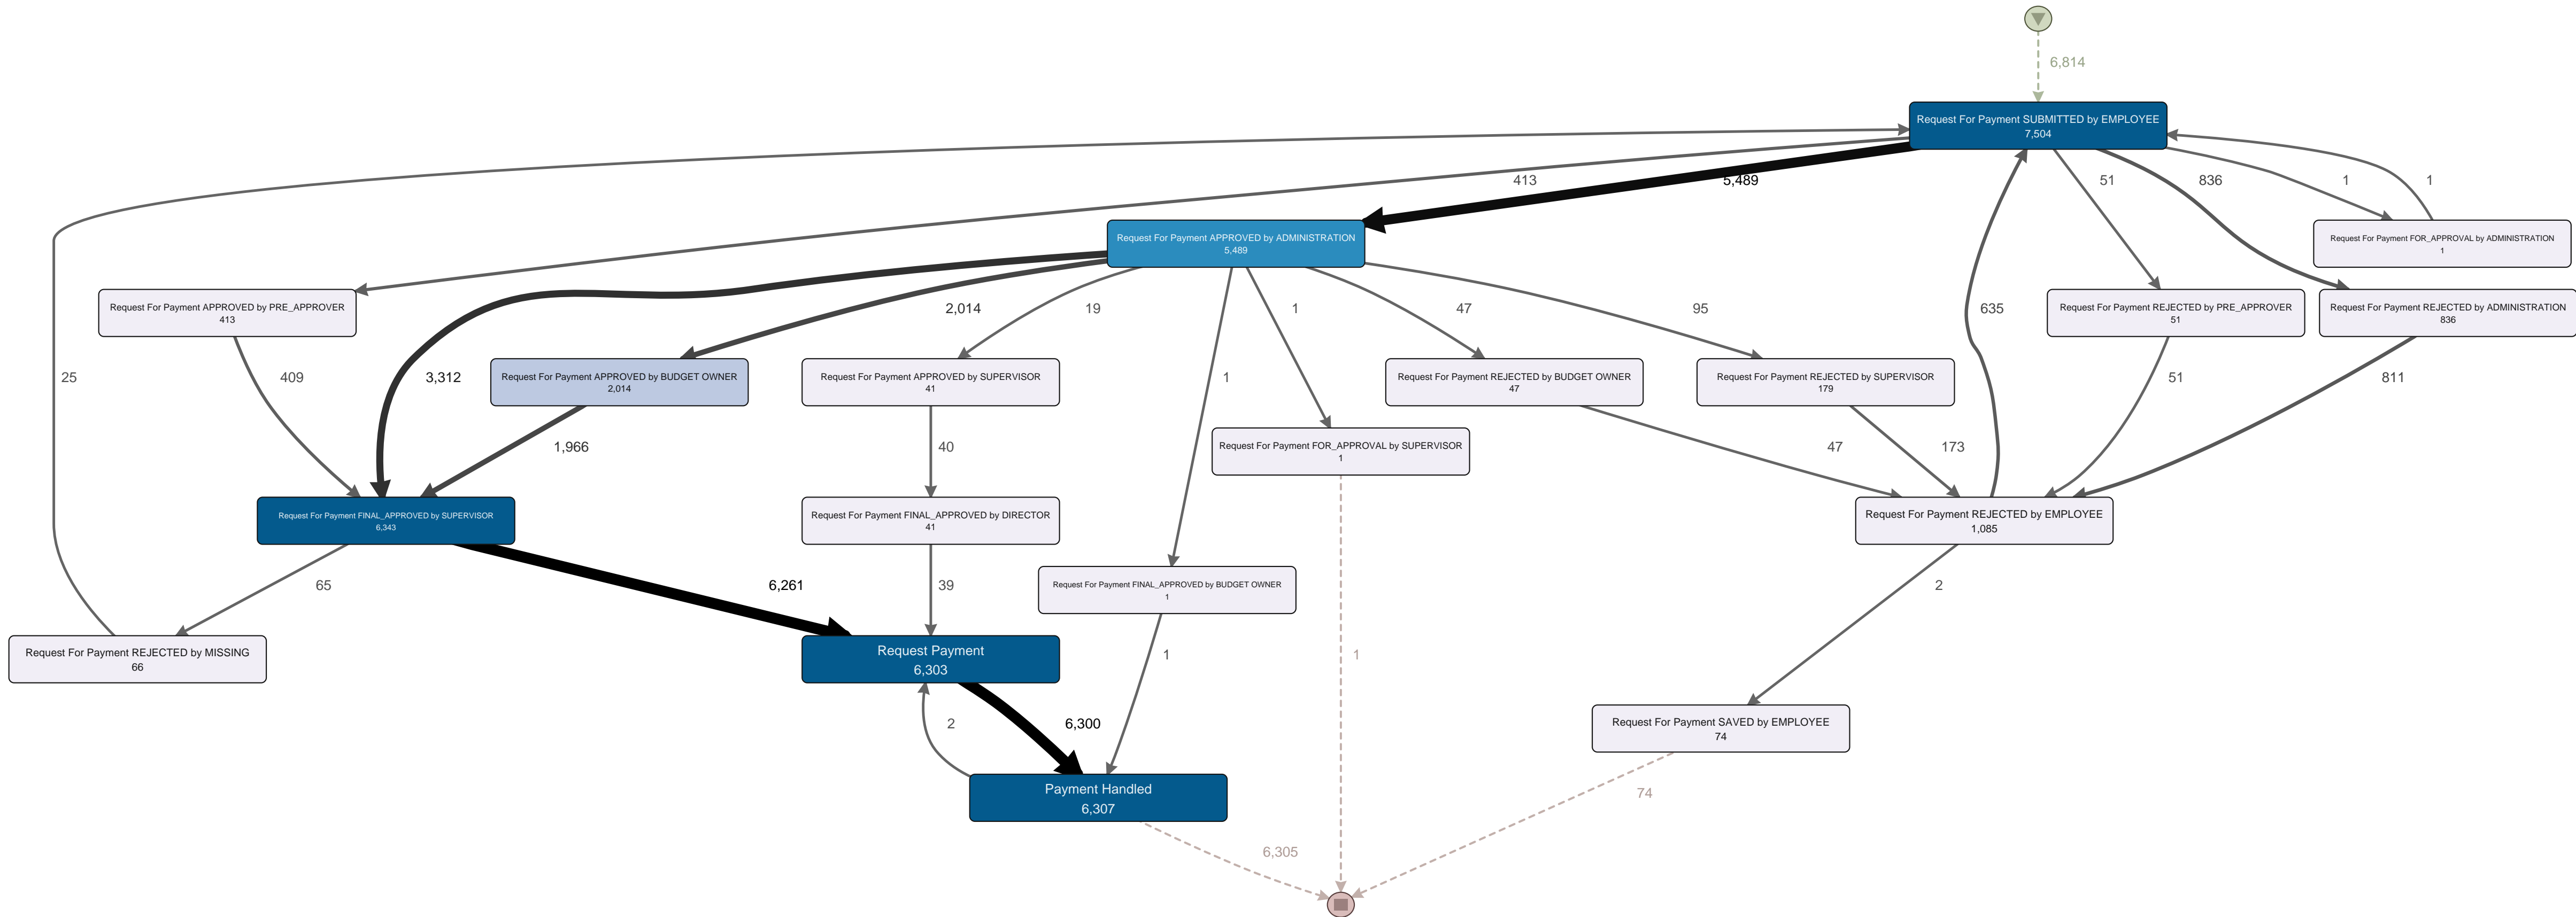 6,814
Request For Payment SUBMITTED by EMPLOYEE
7,504
413
5,489
51
836
1
1
Request For Payment APPROVED by ADMINISTRATION
5,489
Request For Payment FOR_APPROVAL by ADMINISTRATION
1
Request For Payment APPROVED by PRE_APPROVER
413
2,014
19
1
47
95
635
Request For Payment REJECTED by PRE_APPROVER
51
Request For Payment REJECTED by ADMINISTRATION
836
25
409
3,312
Request For Payment APPROVED by BUDGET OWNER
2,014
Request For Payment APPROVED by SUPERVISOR
41
1
Request For Payment REJECTED by BUDGET OWNER
47
Request For Payment REJECTED by SUPERVISOR
179
51
811
1,966
40
Request For Payment FOR_APPROVAL by SUPERVISOR
1
47
173
Request For Payment FINAL_APPROVED by SUPERVISOR
6,343
Request For Payment FINAL_APPROVED by DIRECTOR
41
Request For Payment REJECTED by EMPLOYEE
1,085
65
6,261
39
Request For Payment FINAL_APPROVED by BUDGET OWNER
1
2
Request For Payment REJECTED by MISSING
66
Request Payment
6,303
1
1
2
6,300
Request For Payment SAVED by EMPLOYEE
74
Payment Handled
6,307
74
6,305